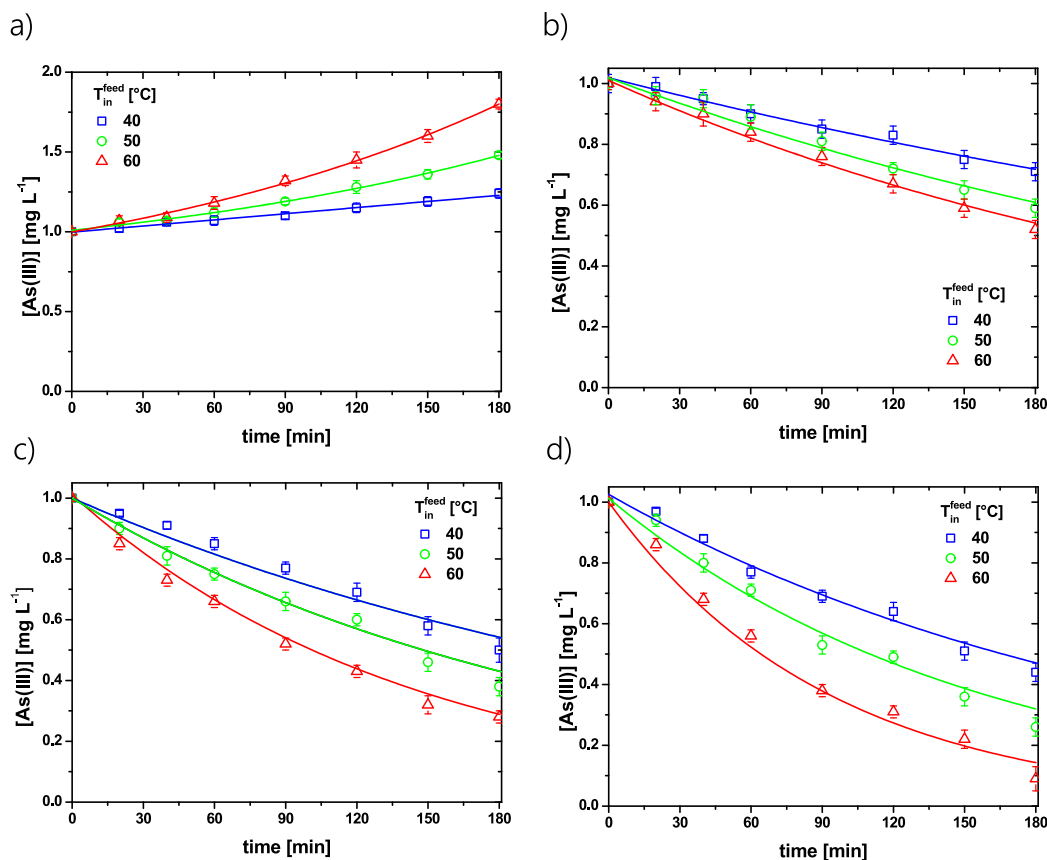 a)
T_in^feed [°C]
40
50
60
2.0
1.5
1.0
0.5
0.0
0 30 60 90 120 150 180
time [min]
[As(III)] [mg L⁻¹]
b)
1.0
0.8
0.6
0.4
0.2
0.0
T_in^feed [°C]
40
50
60
0 30 60 90 120 150 180
time [min]
[As(III)] [mg L⁻¹]
c)
T_in^feed [°C]
40
50
60
1.0
0.8
0.6
0.4
0.2
0.0
0 30 60 90 120 150 180
time [min]
[As(III)] [mg L⁻¹]
d)
T_in^feed [°C]
40
50
60
1.0
0.8
0.6
0.4
0.2
0.0
0 30 60 90 120 150 180
time [min]
[As(III)] [mg L⁻¹]